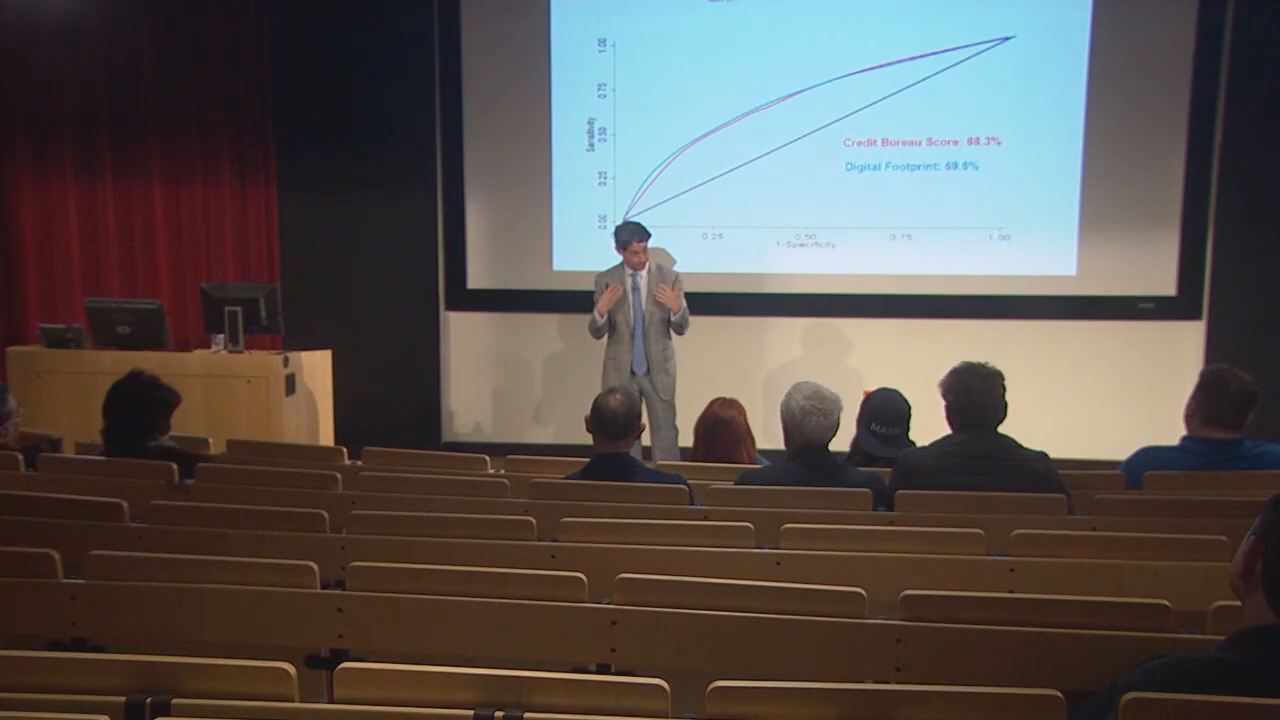 1.00
0.75
0.50
0.25
0.00
Sensitivity
Credit Bureau Score: 68.3%
Digital Footprint: 69.6%
0.25
0.50
0.75
1.00
1-Specificity
MATH